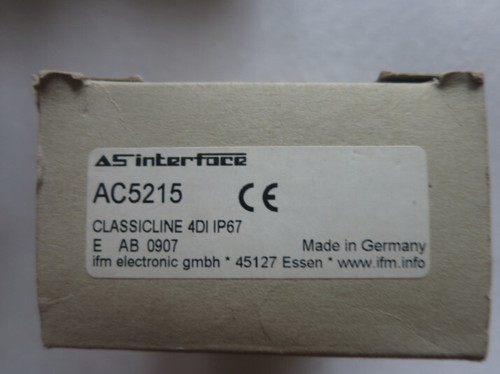 AS interface
AC5215 CE
CLASSICLINE 4DI IP67
E AB 0907 Made in Germany
ifm electronic gmbh * 45127 Essen * www.ifm.info